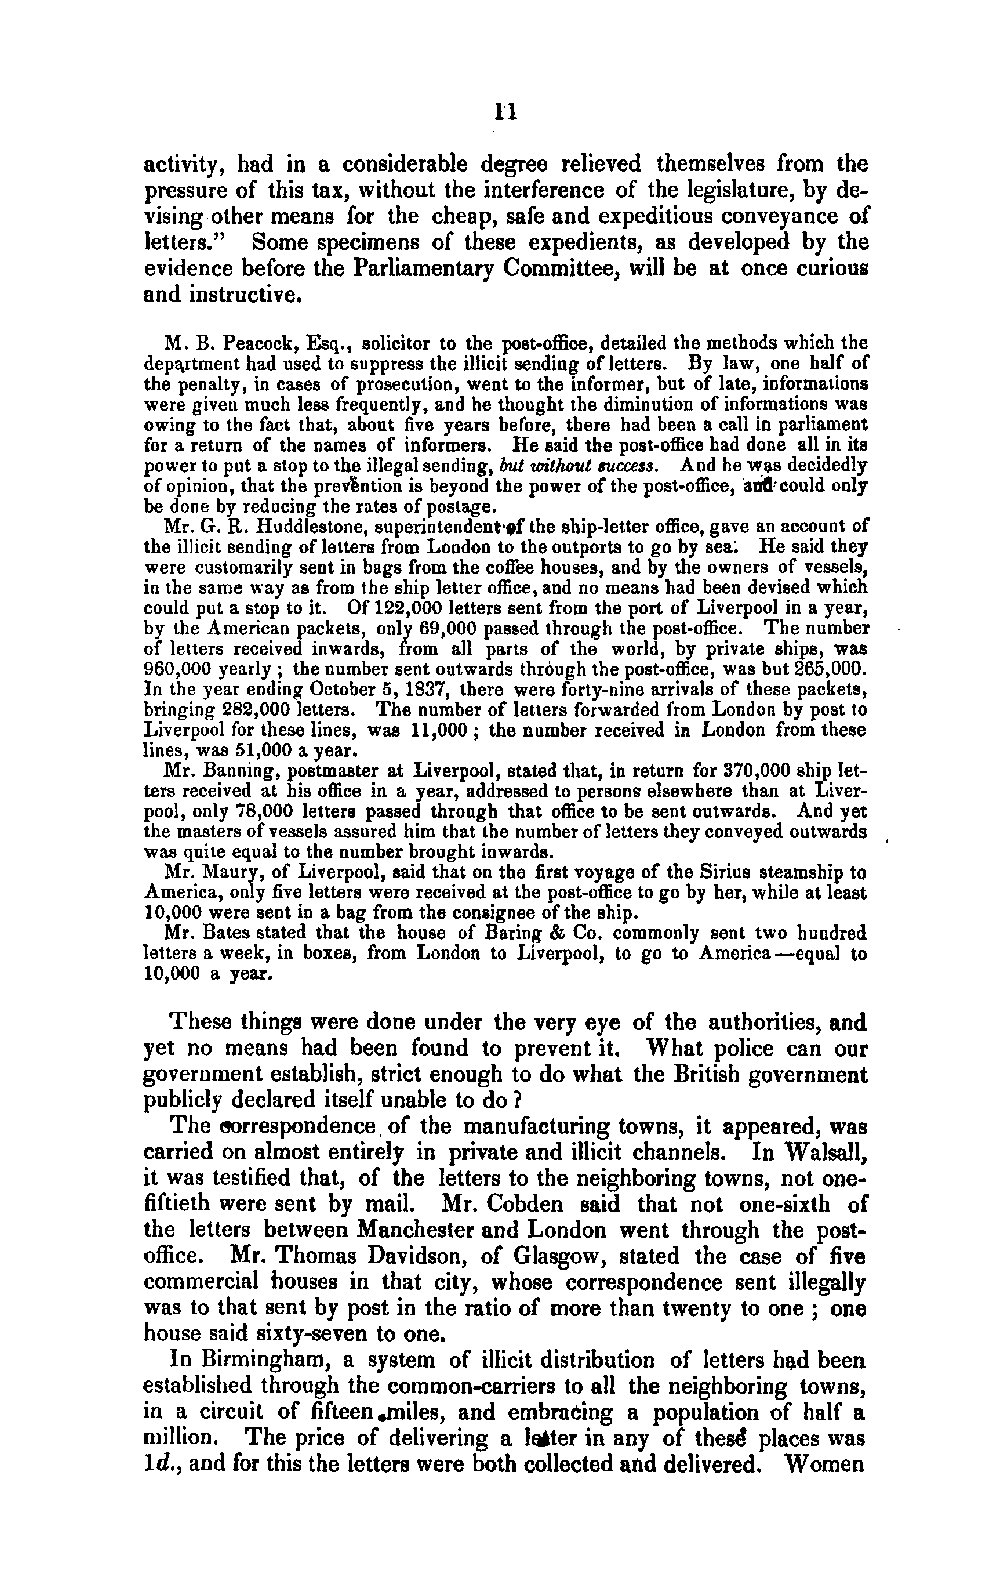 11
activity, had in a considerable degree relieved themselves from the
pressure of this tax, without the interference of the legislature, by de-
vising other means for the cheap, safe and expeditious conveyance of
letters." Some specimens of these expedients, as developed by the
evidence before the Parliamentary Committee, will be at once curious
and instructive.
M. B. Peacock, Esq., solicitor to the post-office, detailed the methods which the
department had used to suppress the illicit sending of letters. By law, one half of
the penalty, in cases of prosecution, went to the informer, but of late, informations
were given much less frequently, and he thought the diminution of informations was
owing to the fact that, about five years before, there had been a call in parliament
for a return of the names of informers. He said the post-office had done all in its
power to put a stop to the illegal sending, but without success. And he was decidedly
of opinion, that the prevention is beyond the power of the post-office, and could only
be done by reducing the rates of postage.
Mr. G. R. Huddlestone, superintendent of the ship-letter office, gave an account of
the illicit sending of letters from London to the outports to go by sea. He said they
were customarily sent in bags from the coffee houses, and by the owners of vessels,
in the same way as from the ship letter office, and no means had been devised which
could put a stop to it. Of 122,000 letters sent from the port of Liverpool in a year,
by the American packets, only 69,000 passed through the post-office. The number
of letters received inwards, from all parts of the world, by private ships, was
960,000 yearly; the number sent outwards through the post-office, was but 265,000.
In the year ending October 5, 1837, there were forty-nine arrivals of these packets,
bringing 282,000 letters. The number of letters forwarded from London by post to
Liverpool for these lines, was 11,000; the number received in London from these
lines, was 51,000 a year.
Mr. Banning, postmaster at Liverpool, stated that, in return for 370,000 ship let-
ters received at his office in a year, addressed to persons elsewhere than at Liver-
pool, only 78,000 letters passed through that office to be sent outwards. And yet
the masters of vessels assured him that the number of letters they conveyed outwards
was quite equal to the number brought inwards.
Mr. Maury, of Liverpool, said that on the first voyage of the Sirius steamship to
America, only five letters were received at the post-office to go by her, while at least
10,000 were sent in a bag from the consignee of the ship.
Mr. Bates stated that the house of Baring & Co. commonly sent two hundred
letters a week, in boxes, from London to Liverpool, to go to America—equal to
10,000 a year.
These things were done under the very eye of the authorities, and
yet no means had been found to prevent it. What police can our
government establish, strict enough to do what the British government
publicly declared itself unable to do?
The correspondence of the manufacturing towns, it appeared, was
carried on almost entirely in private and illicit channels. In Walsall,
it was testified that, of the letters to the neighboring towns, not one-
fiftieth were sent by mail. Mr. Cobden said that not one-sixth of
the letters between Manchester and London went through the post-
office. Mr. Thomas Davidson, of Glasgow, stated the case of five
commercial houses in that city, whose correspondence sent illegally
was to that sent by post in the ratio of more than twenty to one; one
house said sixty-seven to one.
In Birmingham, a system of illicit distribution of letters had been
established through the common-carriers to all the neighboring towns,
in a circuit of fifteen miles, and embracing a population of half a
million. The price of delivering a letter in any of these places was
1d., and for this the letters were both collected and delivered. Women